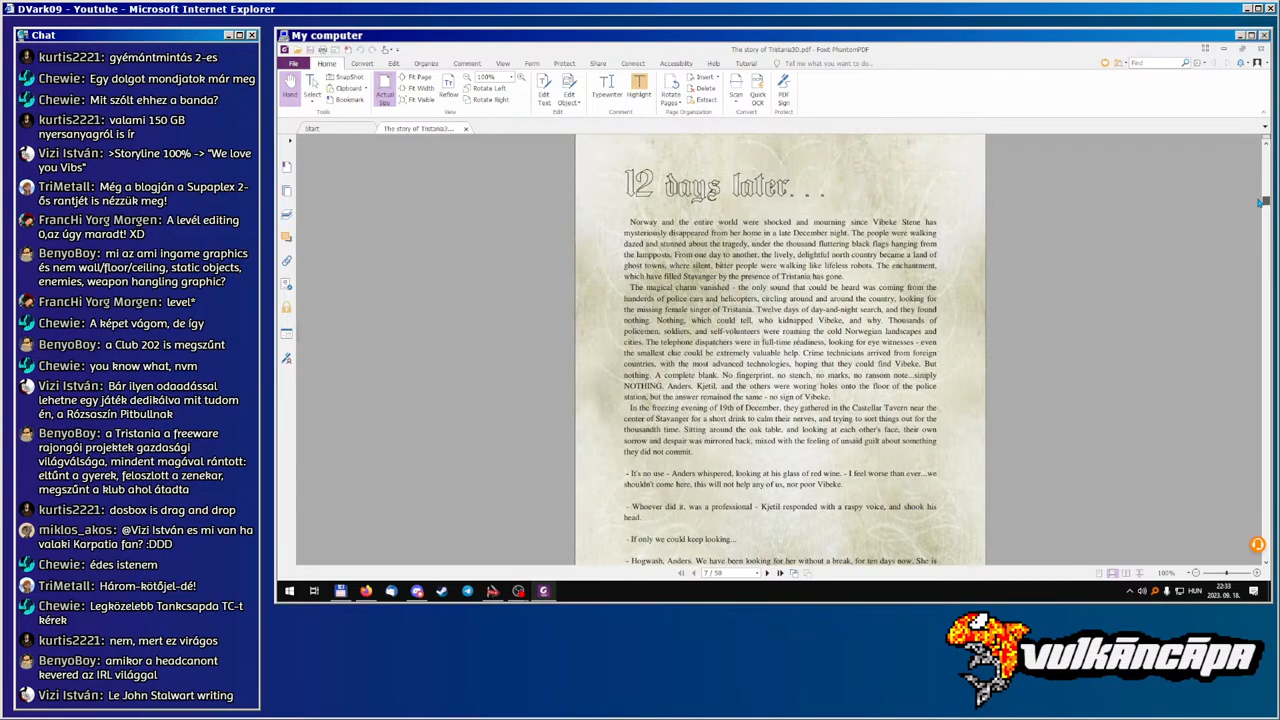 DVark09 - Youtube - Microsoft Internet Explorer
Chat
kurtis2221: gyémántmintás 2-es
Chewie: Egy dolgot mondjatok már meg
Chewie: Mit szólt ehhez a banda?
kurtis2221: valami 150 GB
nyersanyagról is ír
Vizi István: >Storyline 100% -> "We love
you Vibs"
TriMetall: Még a blogján a Supaplex 2-
ős rantjét is nézzük meg!
FrancHi Yorg Morgen: A levél editing
az úgy maradt! XD
BenyoBoy: mi az ami ingame graphics
és nem wall/flooring, static objects,
weapons v hanging graphic?
FrancHi Yorg Morgen: level*
Chewie: A képet vágom, de így
BenyoBoy: a Club 202 is megszűnt
Chewie: you win or what, nvm
Vizi István: Bár ilyen odaadással
lehetne egy játék dedikálva mit tudom
én, a Rózsaszín Pitbullnak
BenyoBoy: a tristaniadarabgware
rajongói projektek gazdasági
világválsága, mindent magával rántott:
fejlesztő gyerek, fanfict alany zenekar,
megszűnt a klub ahol átadta
kurtis2221: dosbox is drag and drop
miklos_akos: @Vizi István es mi van ha
valaki Karpatia fan? :DDD
Chewie: éxes istenem
TriMetall: Három-kötőjel-dé!
Chewie: Legközelebb Tankcsapda TC-t
kérek
kurtis2221: nem, mert ez virágos
BenyoBoy: amikor a headcanont
kevered az IRL világgal
Vizi István: Le John Stalwart writing
My computer
The story of Tristania3D.pdf - Foxit PhantomPDF
File Home Convert Edit Organize Comment View Form Protect Share Connect Help Tutorial Tell me what you want to do... 21 Find
Hand Select SnapShot Clipboard Bookmark Actual Size Fit Page Fit Width Fit Visible Reflow 100% Rotate Left Rotate Right Edit Text Edit Object Typewriter Highlight Rotate Pages Insert Delete Extract Scan Quick OCR PDF Sign
Tools View Edit Comment Page Organization Convert Protect
Start The story of Tristania3...
12 days later. . .
Norway and the entire world were shocked and mourning since Vibeke Stene has
mysteriously disappeared from her home in a late December night. The people were walking
dazed and stunned about the tragedy, under the thousand fluttering black flags hanging from
the lampposts. From one day to another, the lively, delightful north country became a land of
ghost towns, where silent, bitter people were walking like lifeless robots. The enchantment,
which have filled Stavanger by the presence of Tristania has gone.
The magical charm vanished - the only sound that could be heard was coming from the
hunderds of police cars and helicopters, circling around and around the country, looking for
the missing female singer of Tristania. Twelve days of day-and-night search, and they found
nothing. Nothing, which could tell, who kidnapped Vibeke, and why. Thousands of
policemen, soldiers, and self-volunteers were roaming the cold Norwegian landscapes and
cities. The telephone dispatchers were in full-time readiness, looking for eye witnesses - even
the smallest clue could be extremely valuable help. Crime technicians arrived from foreign
countries, with the most advanced technologies, hoping that they could find Vibeke. But
nothing. A complete blank. No fingerprint, no stench, no marks, no ransom note...simply
NOTHING. Anders, Kjetil, and the others were woring holes onto the floor of the police
station, but the answer remained the same - no sign of Vibeke.
In the freezing evening of 19th of December, they gathered in the Castellar Tavern near the
center of Stavanger for a short drink to calm their nerves, and trying to sort things out for the
thousandth time. Sitting around the oak table, and looking at each other's face, their own
sorrow and despair was mirrored back, mixed with the feeling of unsaid guilt about something
they did not commit.
- It's no use - Anders whispered, looking at his glass of red wine. - I feel worse than ever...we
shouldn't come here, this will not help any of us, nor poor Vibeke.
- Whoever did it, was a professional - Kjetil responded with a raspy voice, and shook his
head.
- If only we could keep looking...
- Hogwash, Anders. We have been looking for her without a break, for ten days now. She is
7 / 50
100%
HUN
22:33
2023. 09. 18.
vulkāncāpa